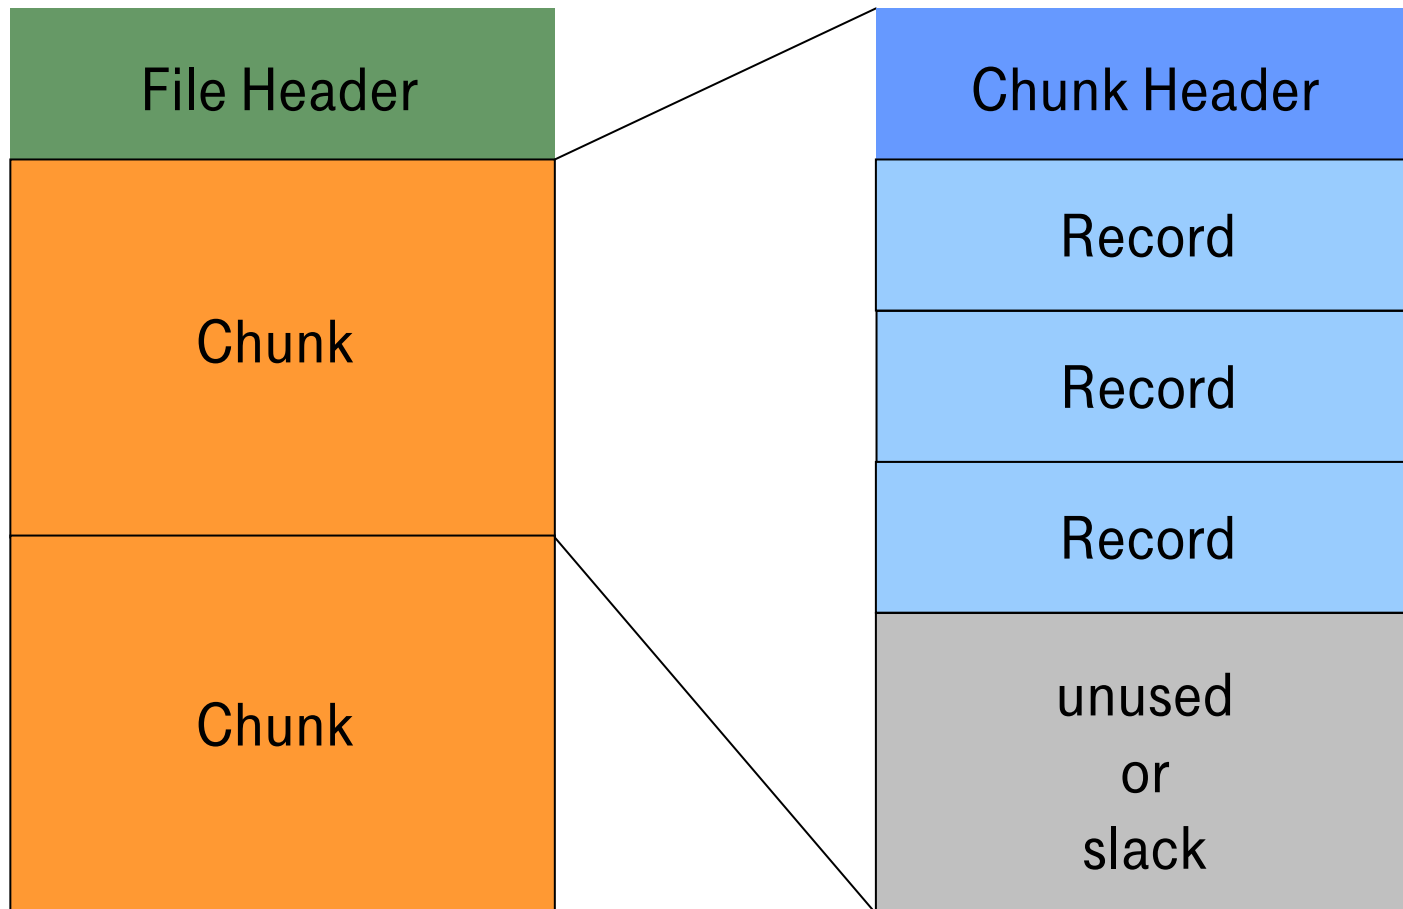 File Header
Chunk
Chunk
Chunk Header
Record
Record
Record
unused
or
slack